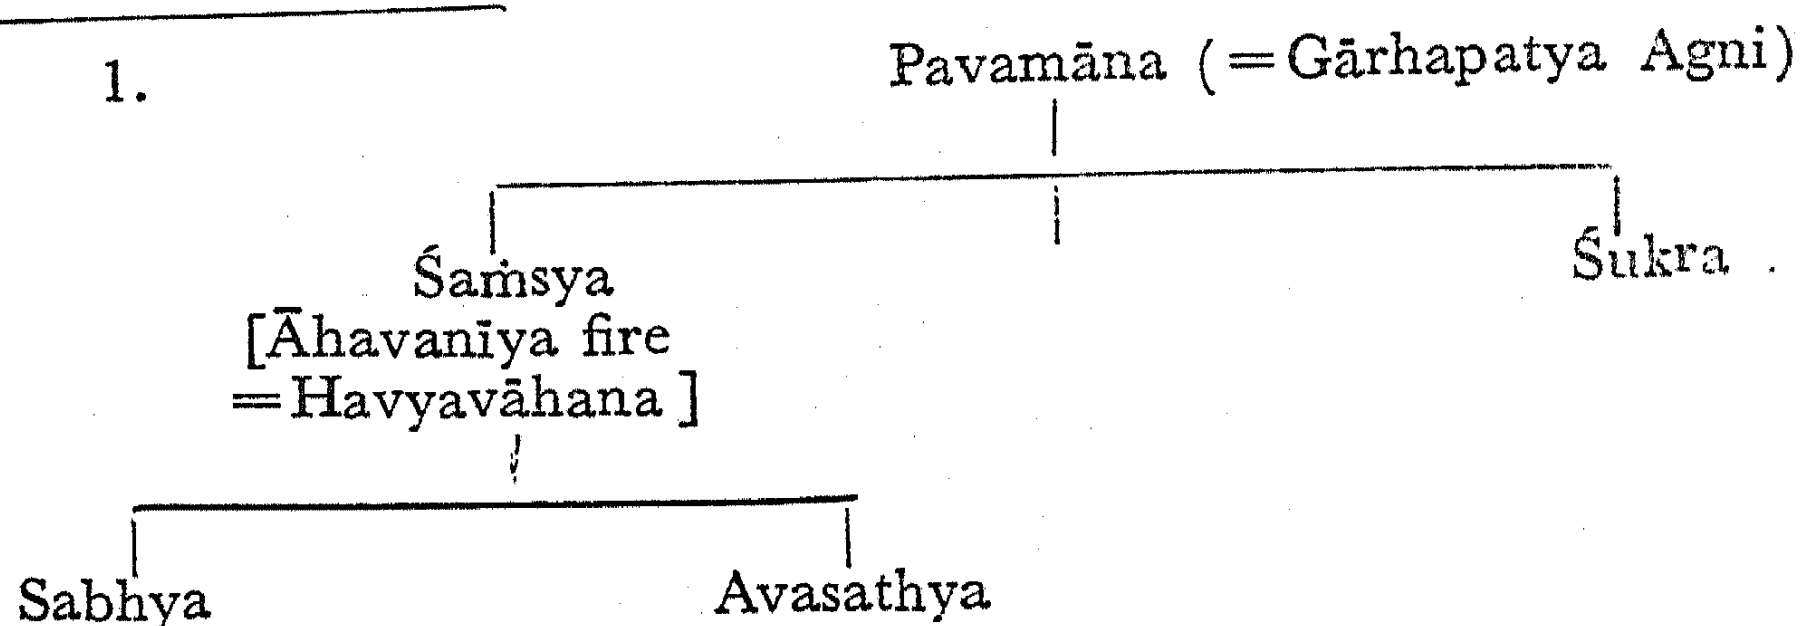 1.
Pavamāna (=Gārhapatya Agni)
Śaṁsya
Śukra
[Āhavanīya fire
=Havyavāhana]
Sabhya
Avasathya